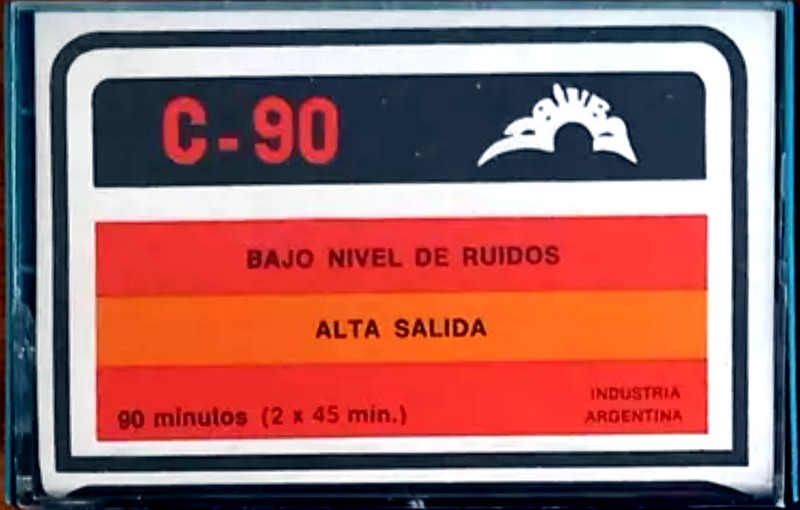 C-90
BAJO NIVEL DE RUIDOS
ALTA SALIDA
90 minutos (2 x 45 min.)
INDUSTRIA
ARGENTINA